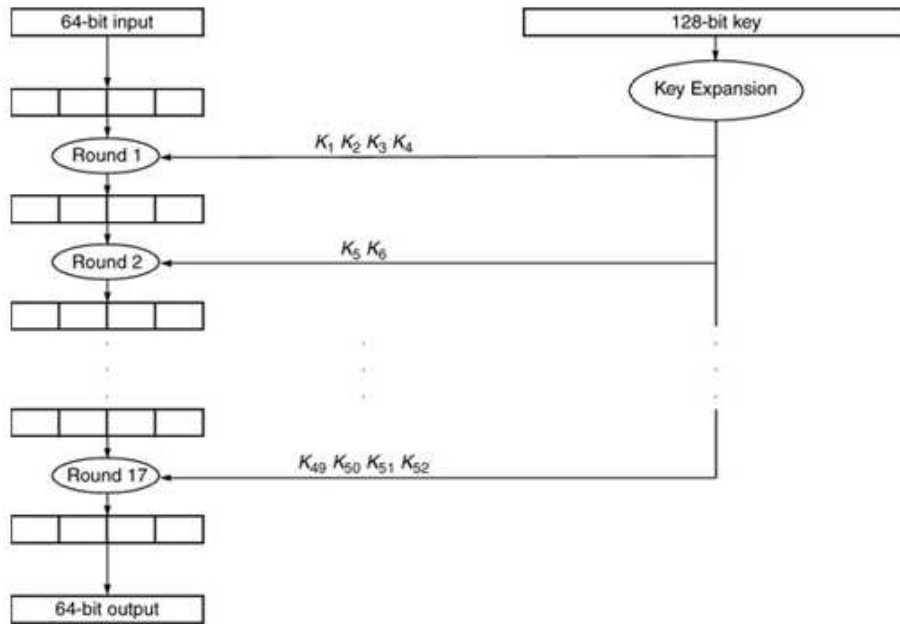 64-bit input
128-bit key
Key Expansion
K₁ K₂ K₃ K₄
Round 1
K₅ K₆
Round 2
K₄₉ K₅₀ K₅₁ K₅₂
Round 17
64-bit output